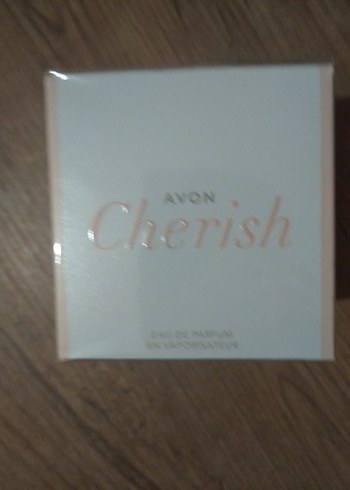 AVON
Cherish
EAU DE PARFUM
EN VAPORISATEUR